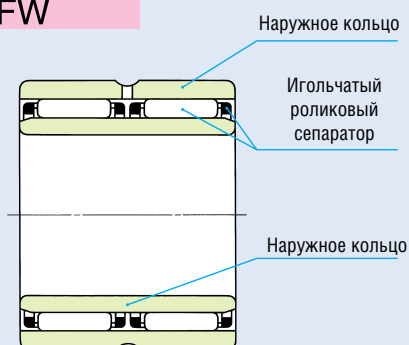 FW
Наружное кольцо
Игольчатый
роликовый
сепаратор
Наружное кольцо